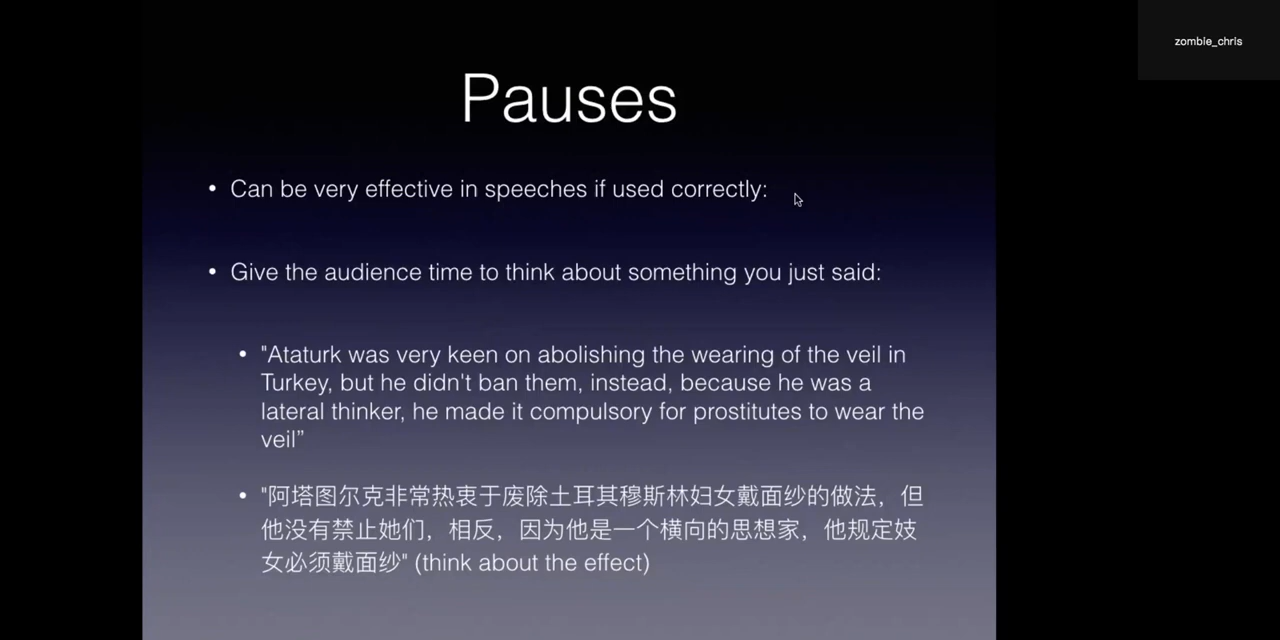 zombie_chris
Pauses
• Can be very effective in speeches if used correctly:
• Give the audience time to think about something you just said:
• "Ataturk was very keen on abolishing the wearing of the veil in
Turkey, but he didn't ban them, instead, because he was a
lateral thinker, he made it compulsory for prostitutes to wear the
veil”
• "阿塔图尔克非常热衷于废除土耳其穆斯林妇女戴面纱的做法，但
他没有禁止她们，相反，因为他是一个横向的思想家，他规定妓
女必须戴面纱" (think about the effect)